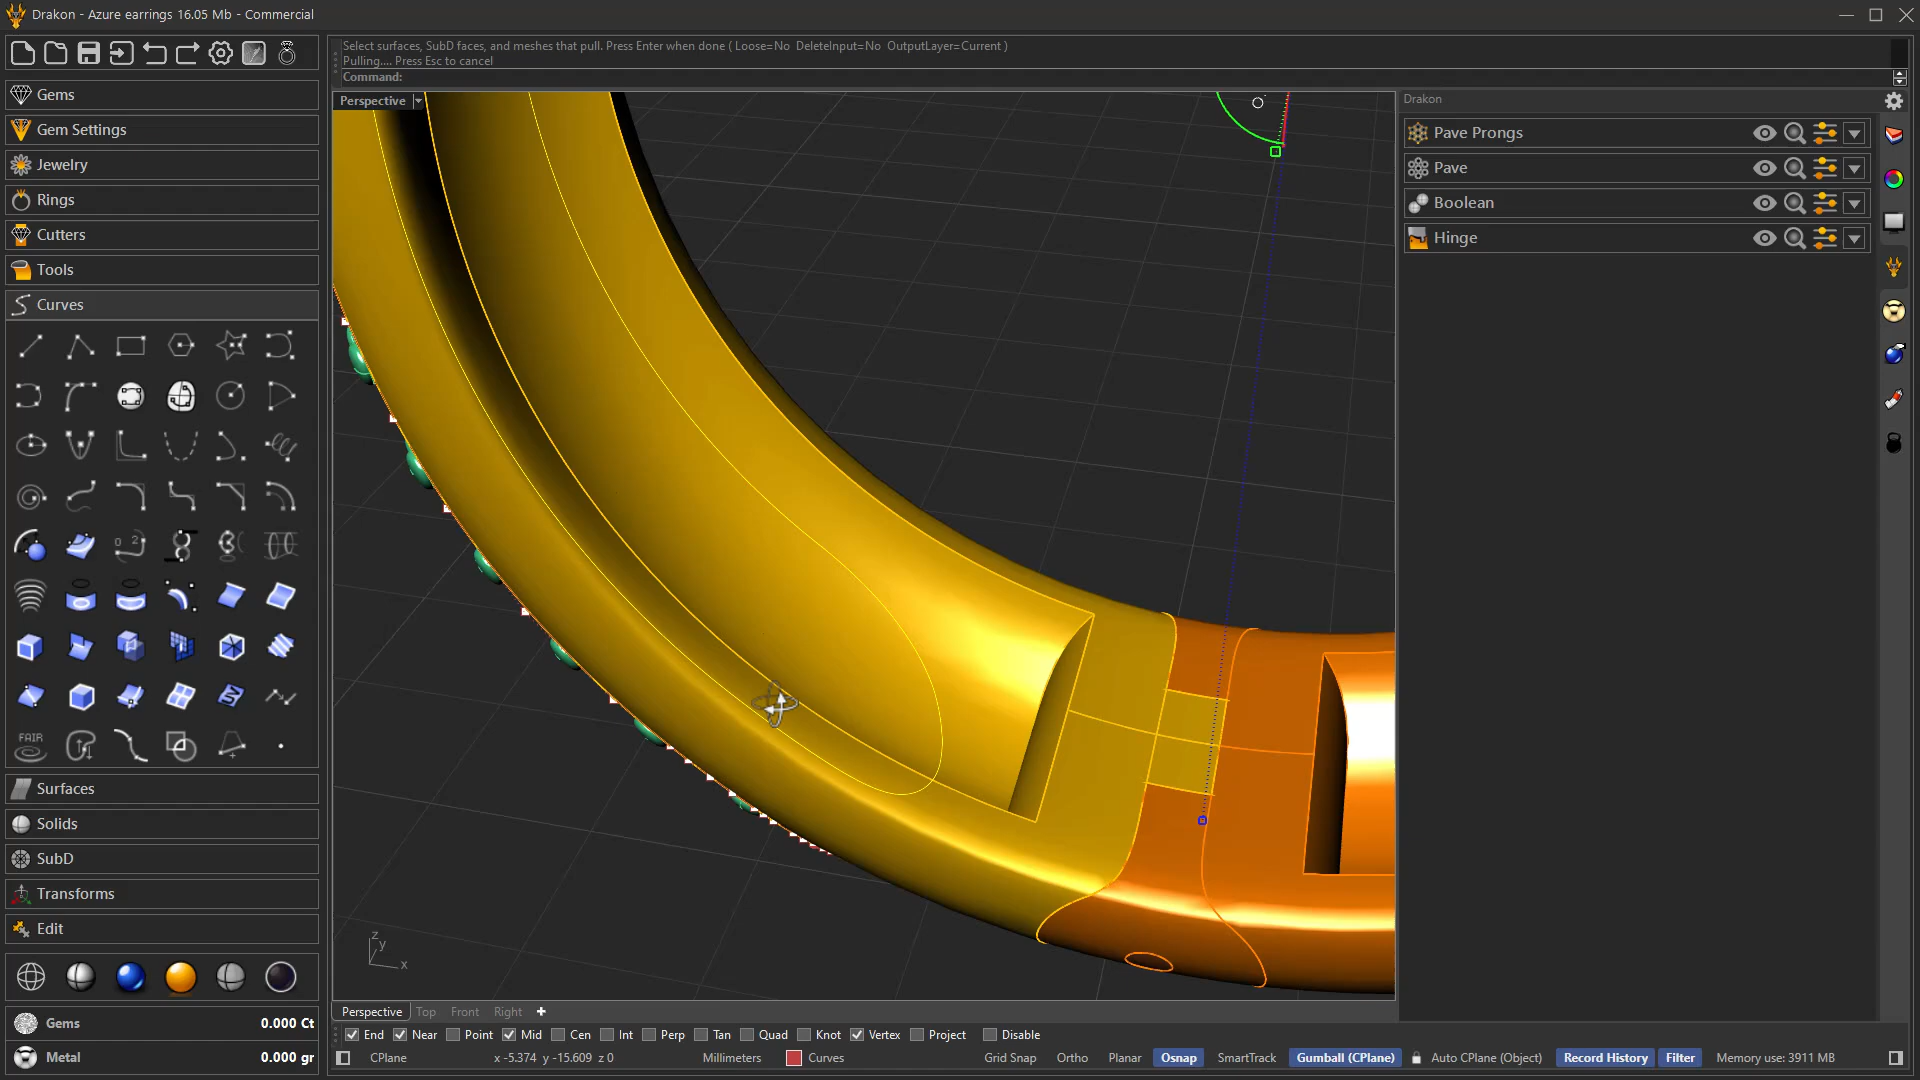 Drakon - Azure earrings 16.05 Mb - Commercial
Select surfaces, SubD faces, and meshes that pull. Press Enter when done ( Loose=No DeleteInput=No OutputLayer=Current )
Pulling.... Press Esc to cancel
Command:
Gems
Gem Settings
Jewelry
Rings
Cutters
Tools
Curves
FAIR
Surfaces
Solids
SubD
Transforms
Edit
Gems 0.000 Ct
Metal 0.000 gr
Perspective
z
y
x
Drakon
Pave Prongs
Pave
Boolean
Hinge
Perspective Top Front Right
End Near Point Mid Cen Int Perp Tan Quad Knot Vertex Project Disable
CPlane x -5.374 y -15.609 z 0 Millimeters Curves Grid Snap Ortho Planar Osnap SmartTrack Gumball (CPlane) Auto CPlane (Object) Record History Filter Memory use: 3911 MB